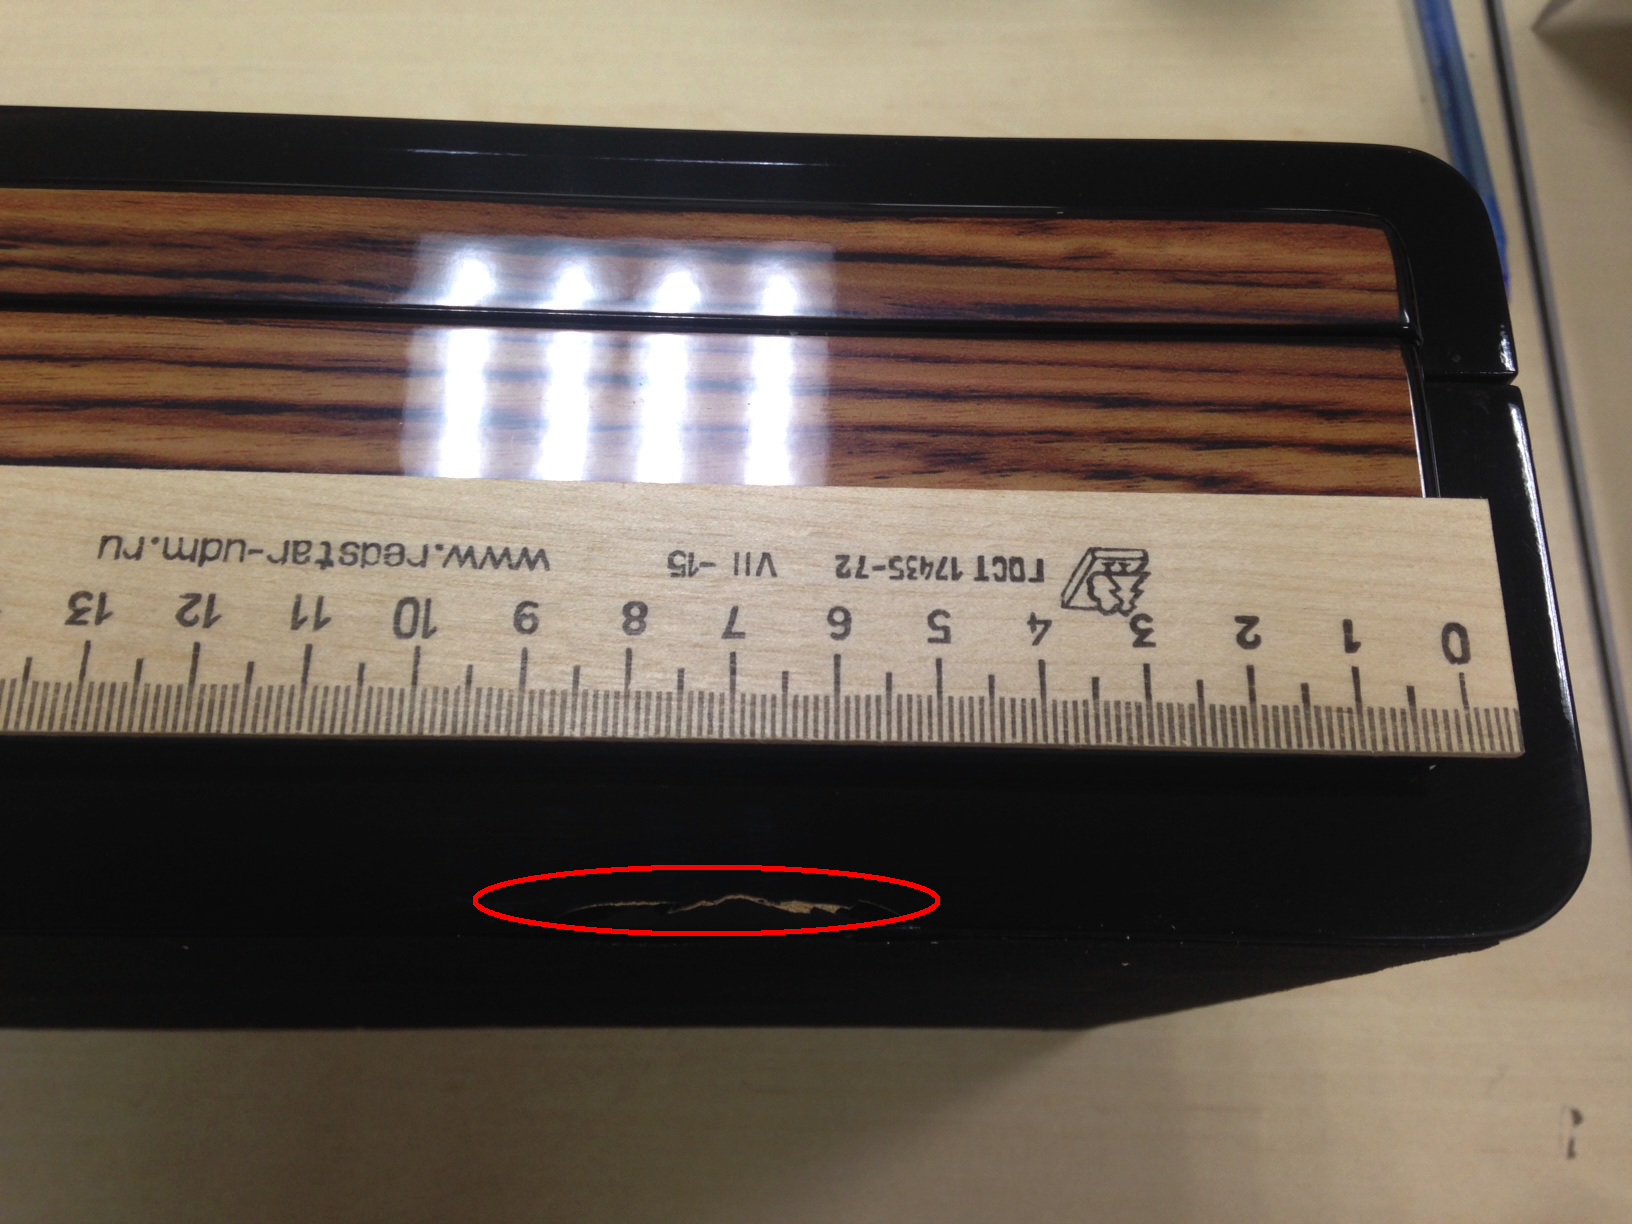 0 1 2 3 4 5 6 7 8 9 10 11 12 13
ГОСТ 17435-72 VII -15 www.redstar-udm.ru